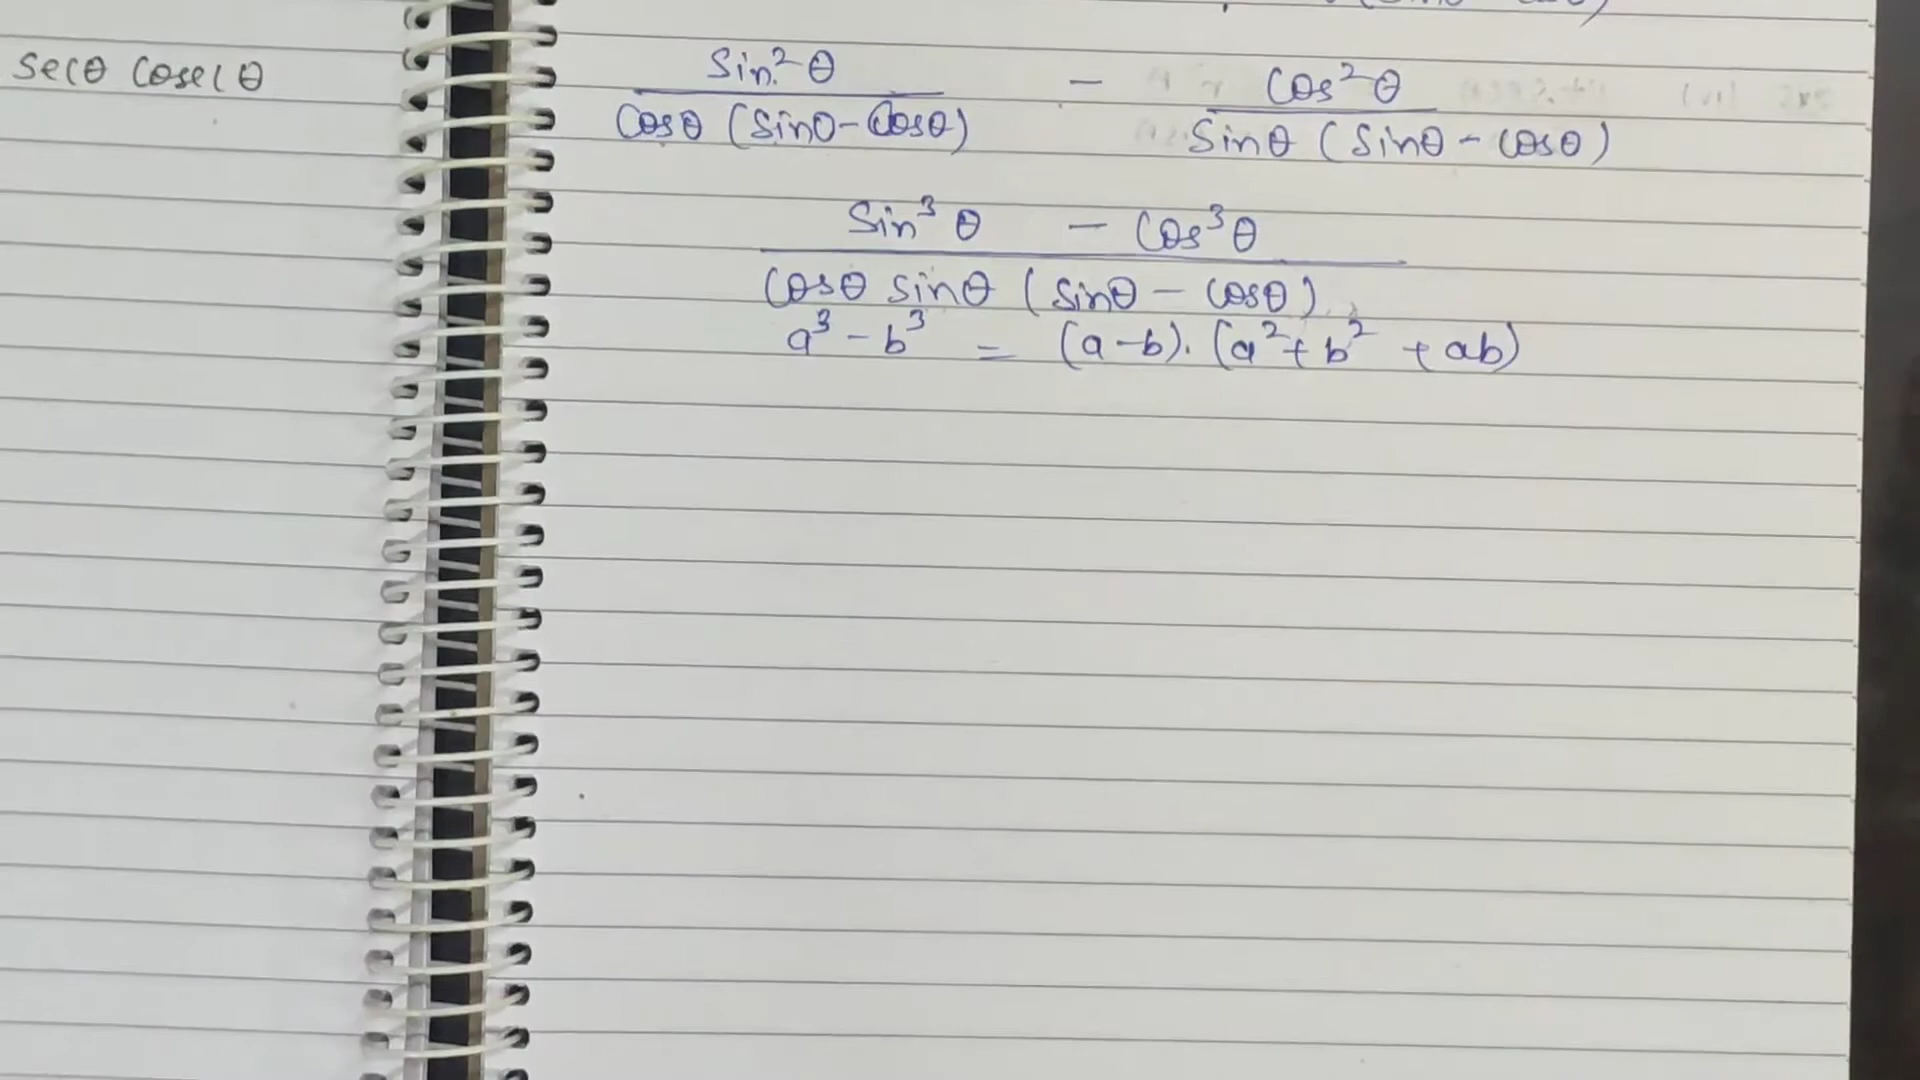 secθ cosecθ
Sin²θ − Cos²θ
Cosθ (Sinθ-Cosθ) Sinθ (Sinθ-Cosθ)
Sin³θ − Cos³θ
Cosθ Sinθ (Sinθ − Cosθ)
a³ − b³ = (a-b). (a²+b² + ab)